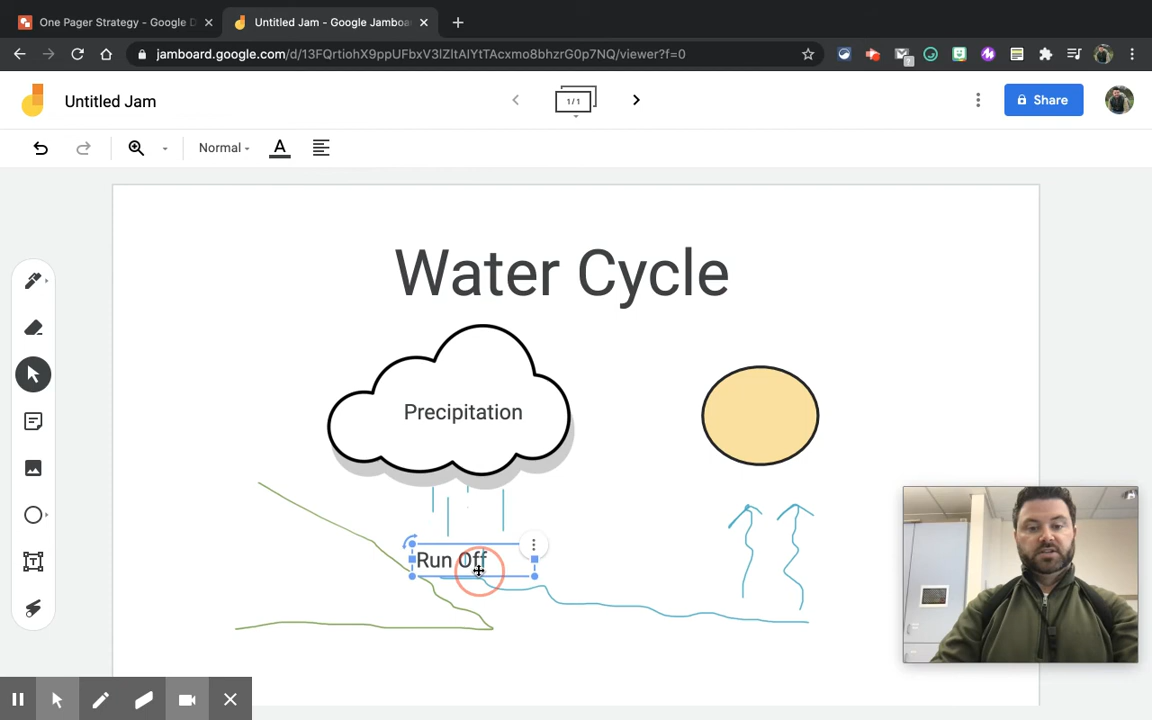 One Pager Strategy - Google D
Untitled Jam - Google Jamboa
jamboard.google.com/d/13FQrtiohX9ppUFbxV3lZltAIYtTAcxmo8bhzrG0p7NQ/viewer?f=0
Untitled Jam
1/1
Share
Normal
A
Water Cycle
Precipitation
Run Off